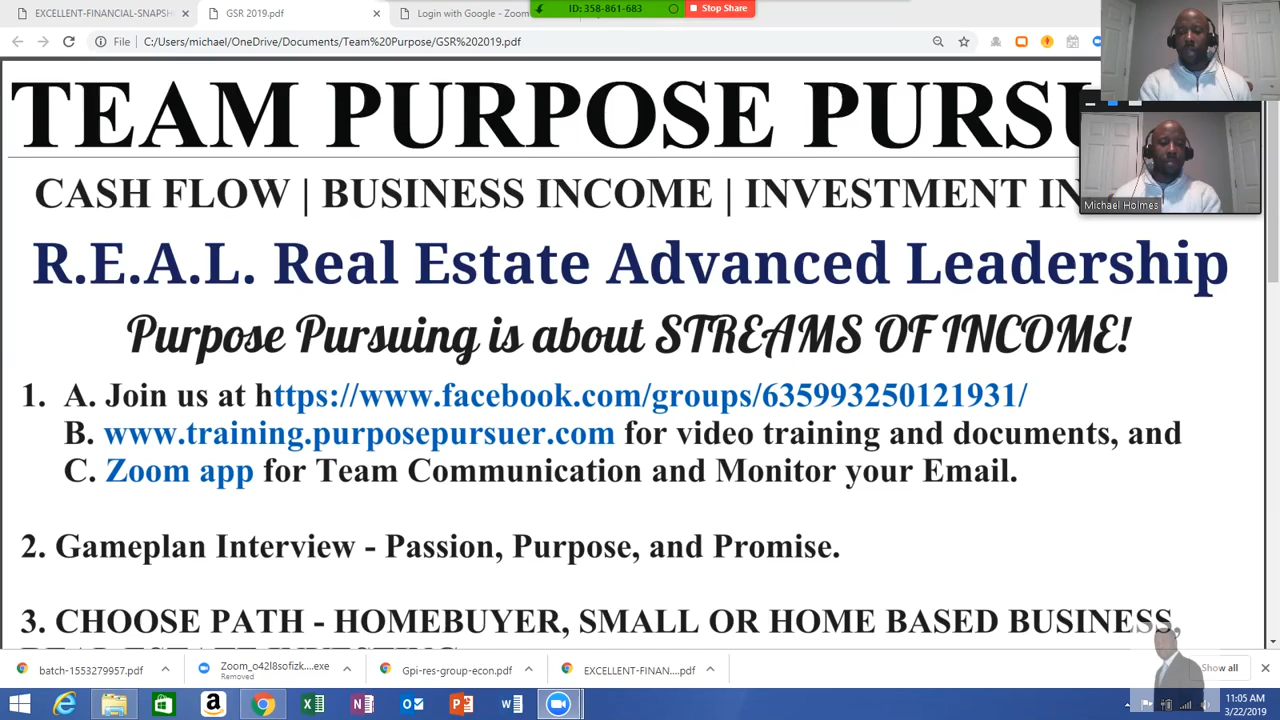 EXCELLENT-FINANCIAL-SNAPSH
GSR 2019.pdf
Login with Google - Zoom
ID: 358-861-683
Stop Share
File
C:/Users/michael/OneDrive/Documents/Team%20Purpose/GSR%202019.pdf
TEAM PURPOSE PURSU
CASH FLOW | BUSINESS INCOME | INVESTMENT IN
Michael Holmes
R.E.A.L. Real Estate Advanced Leadership
Purpose Pursuing is about STREAMS OF INCOME!
1. A. Join us at https://www.facebook.com/groups/635993250121931/
B. www.training.purposepursuer.com for video training and documents, and
C. Zoom app for Team Communication and Monitor your Email.
2. Gameplan Interview - Passion, Purpose, and Promise.
3. CHOOSE PATH - HOMEBUYER, SMALL OR HOME BASED BUSINESS,
REAL ESTATE INVESTING
batch-1553279957.pdf
Zoom_o42l8sofizk....exe
Removed
Gpi-res-group-econ.pdf
EXCELLENT-FINAN....pdf
Show all
11:05 AM
3/22/2019